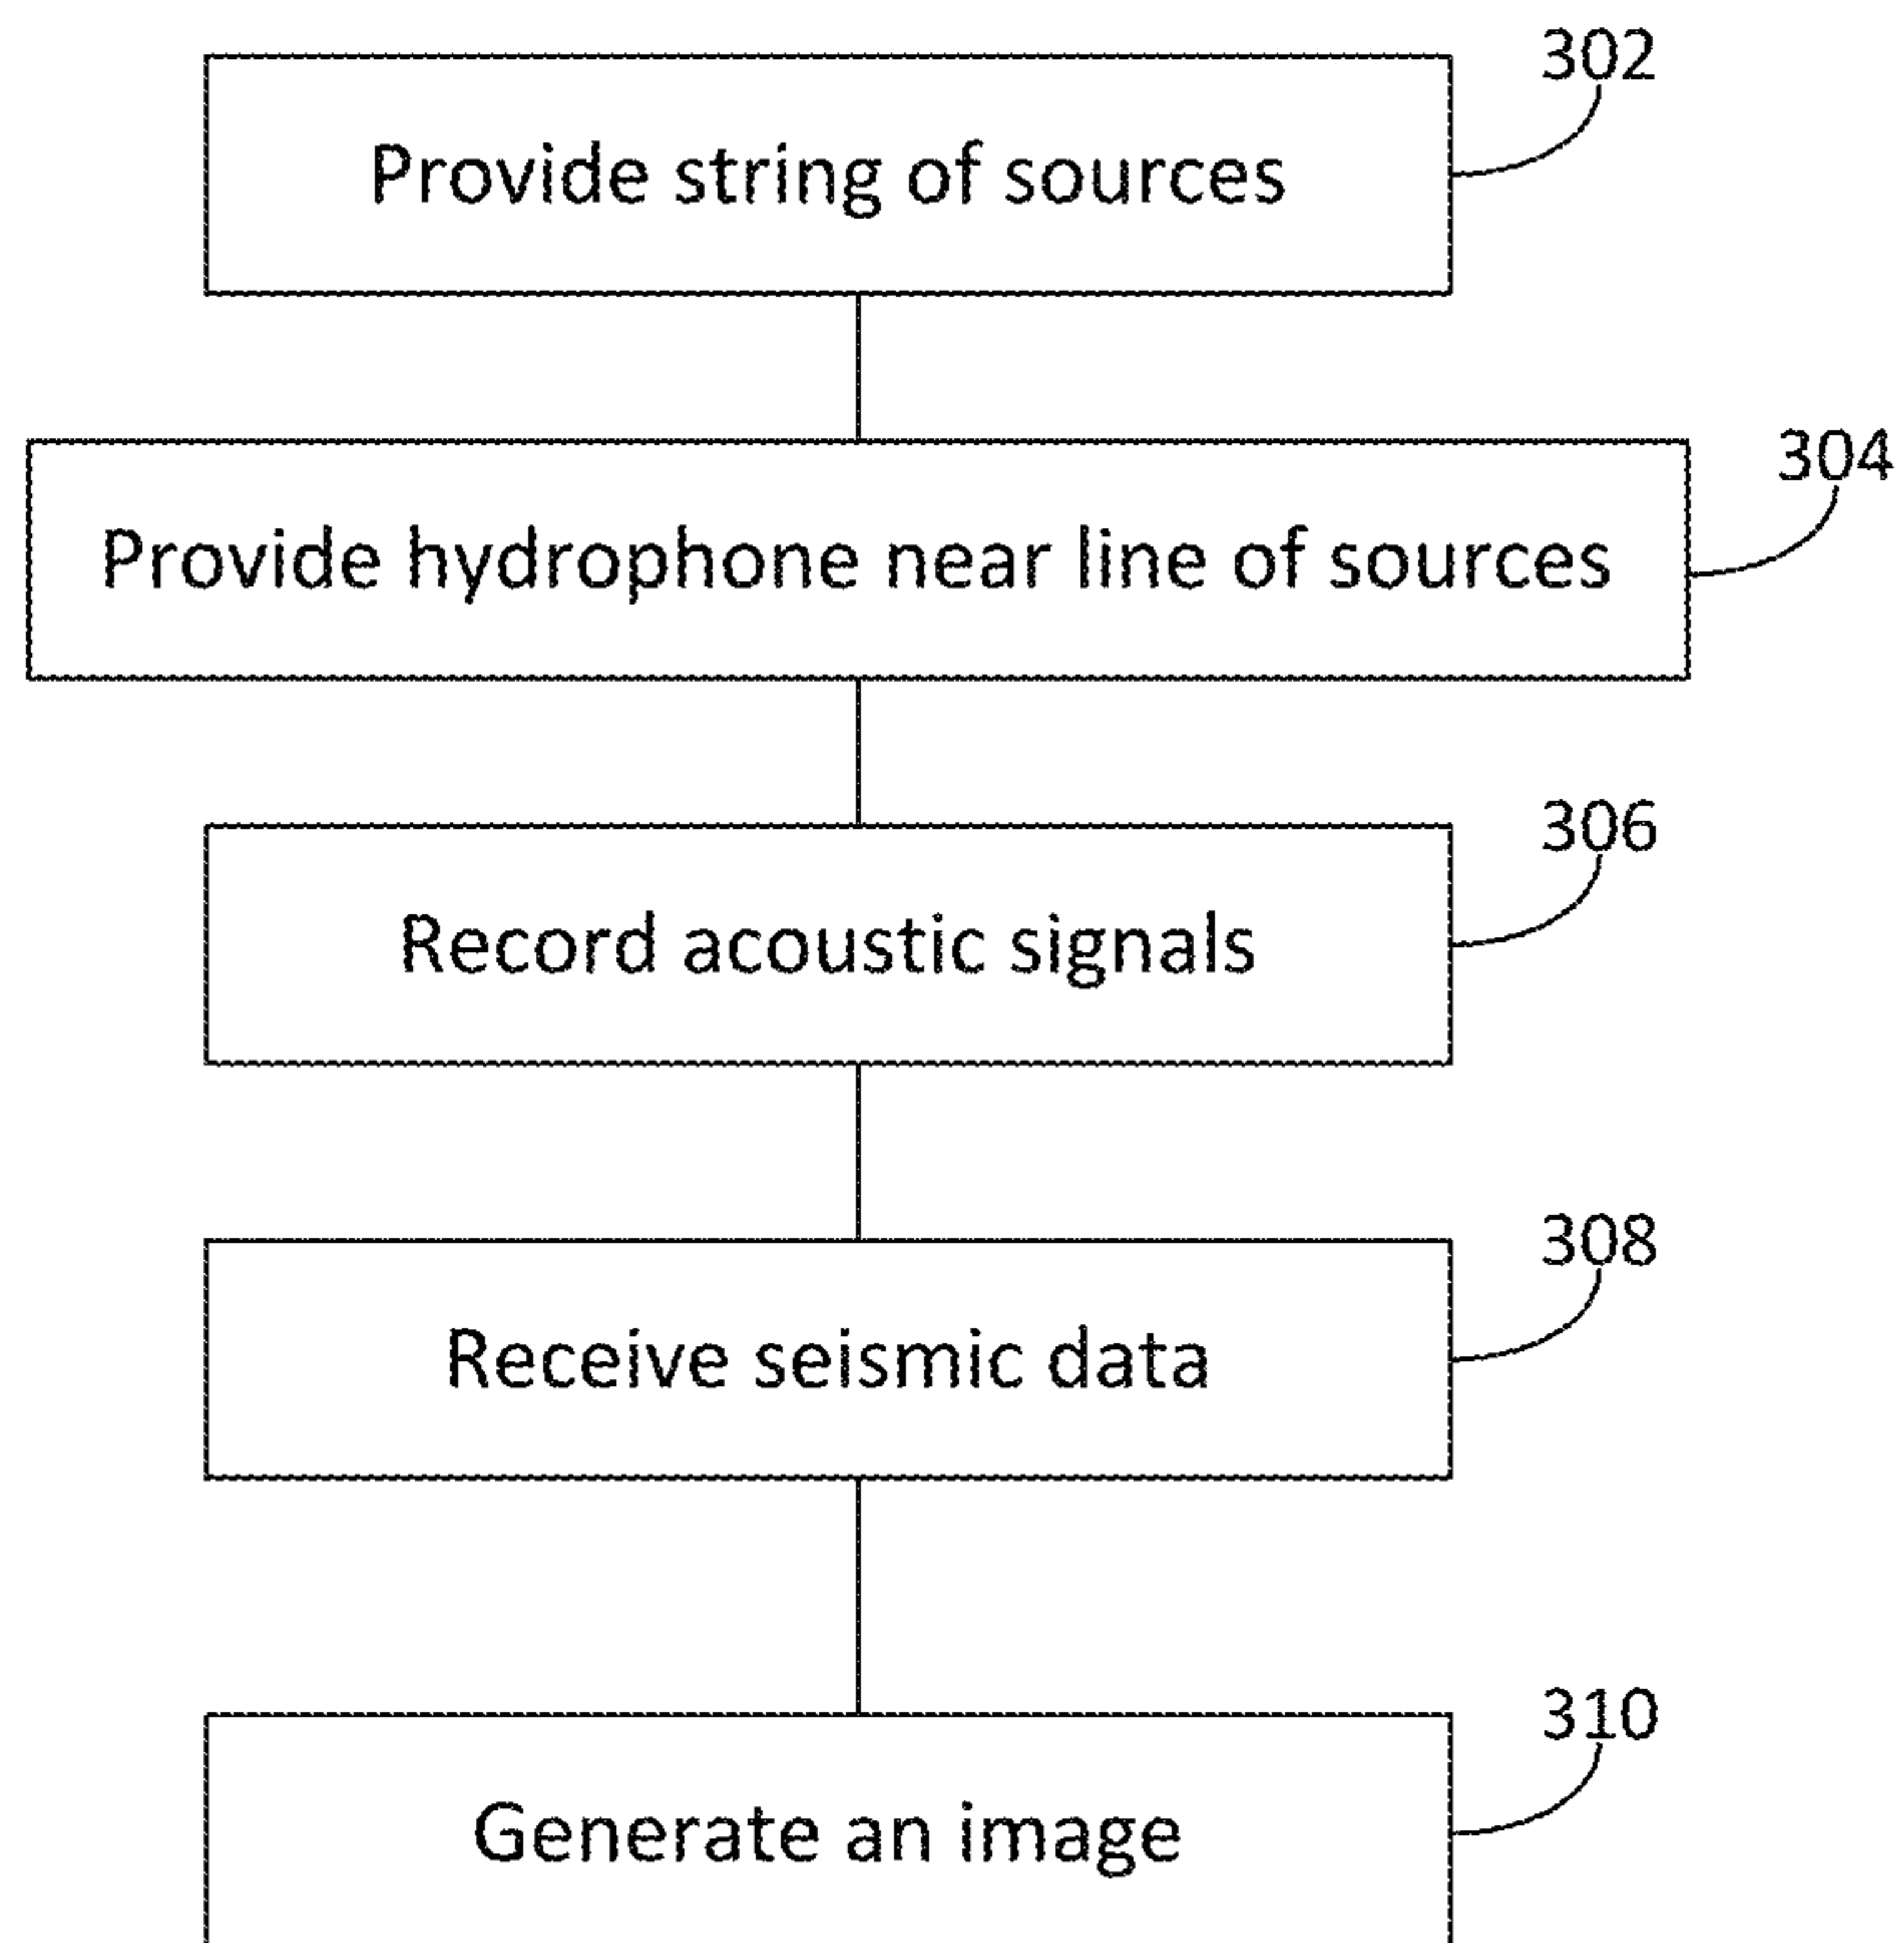 302
Provide string of sources
304
Provide hydrophone near line of sources
306
Record acoustic signals
308
Receive seismic data
310
Generate an image